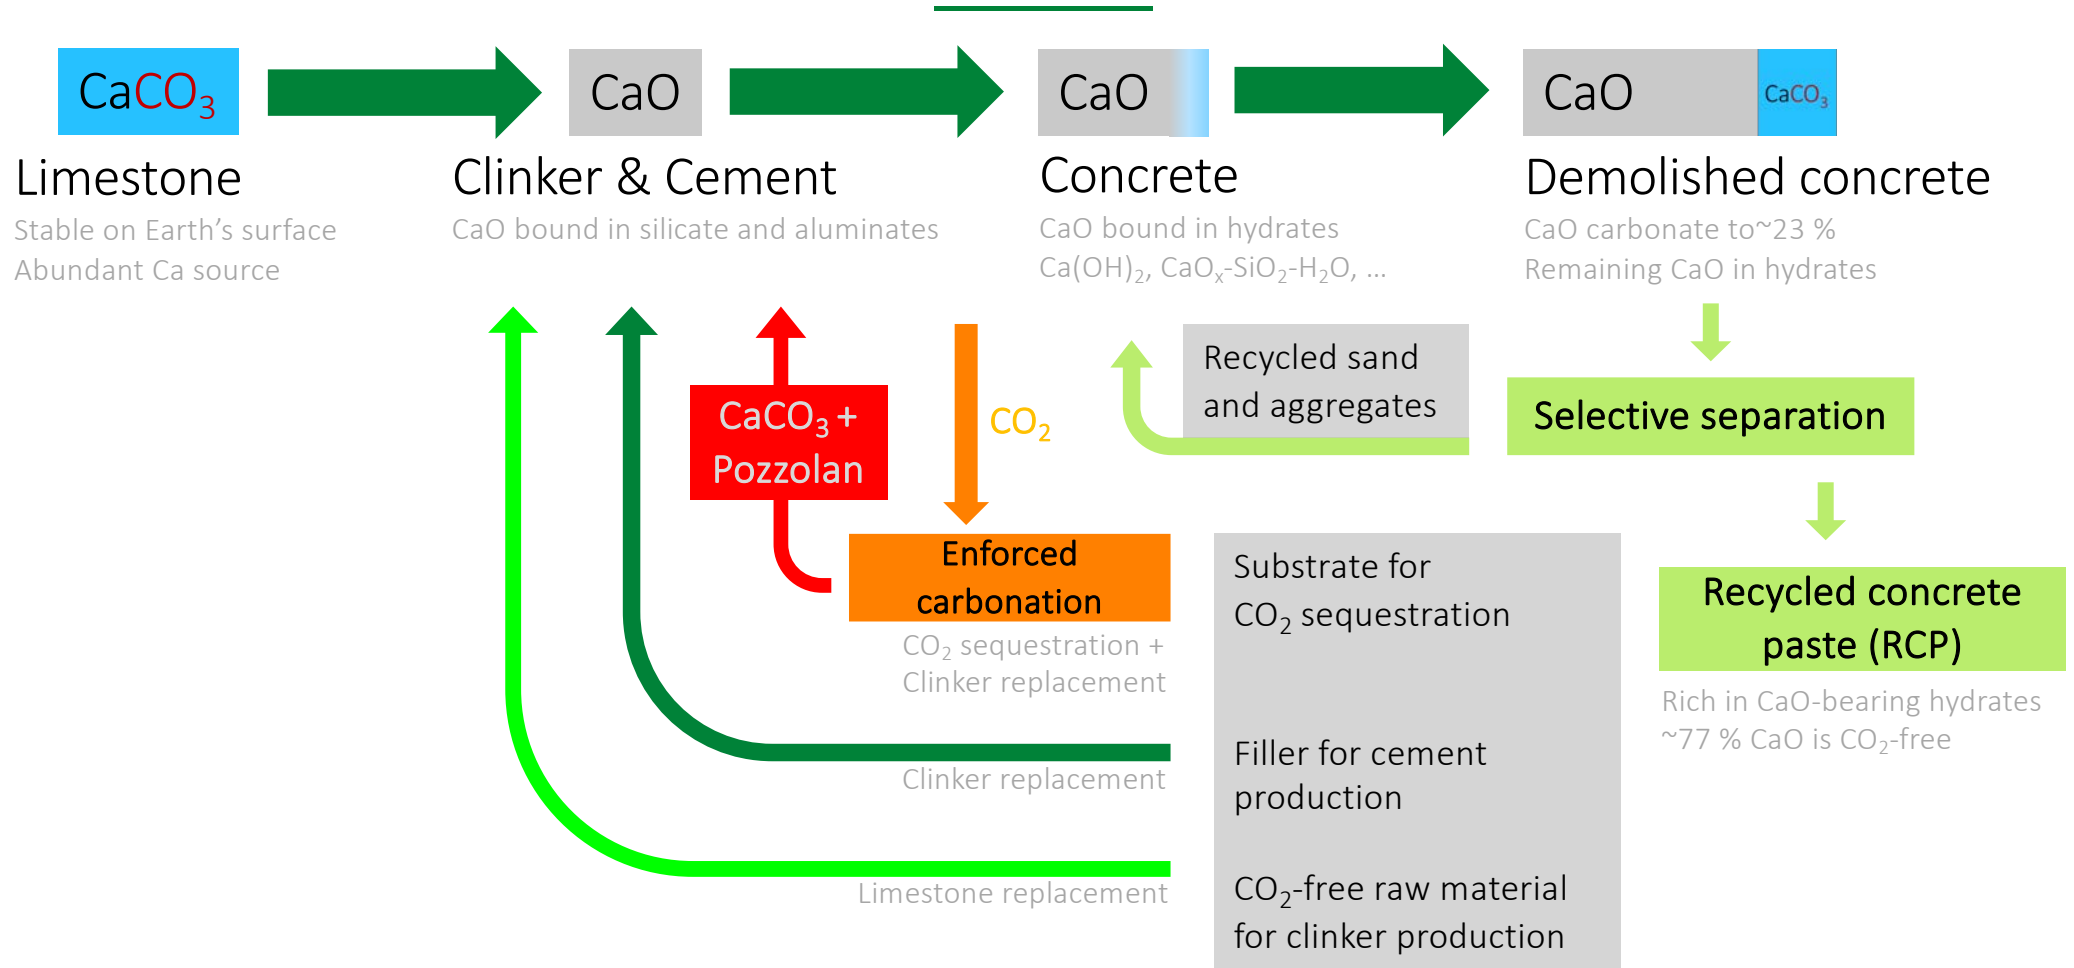 CaCO₃
CaO
CaO
CaO
CaCO₃
Limestone
Stable on Earth's surface
Abundant Ca source
Clinker & Cement
CaO bound in silicate and aluminates
Concrete
CaO bound in hydrates
Ca(OH)₂, CaOₓ-SiO₂-H₂O, ...
Demolished concrete
CaO carbonate to~23 %
Remaining CaO in hydrates
CaCO₃ +
Pozzolan
CO₂
Recycled sand
and aggregates
Selective separation
Enforced
carbonation
CO₂ sequestration +
Clinker replacement
Substrate for
CO₂ sequestration
Recycled concrete
paste (RCP)
Rich in CaO-bearing hydrates
~77 % CaO is CO₂-free
Clinker replacement
Filler for cement
production
Limestone replacement
CO₂-free raw material
for clinker production